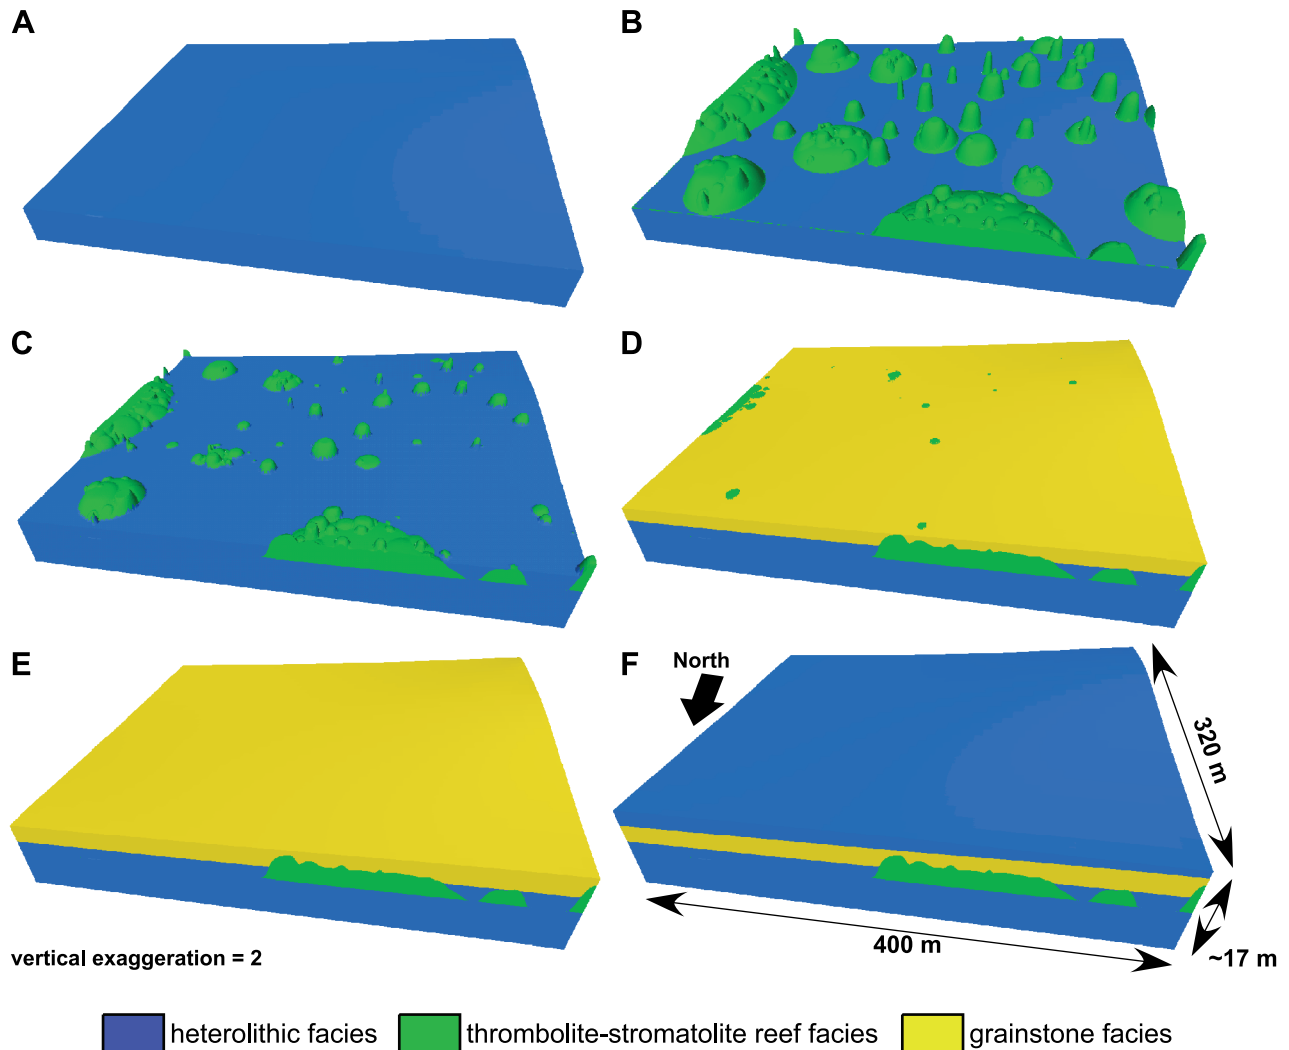 A
B
C
D
E
F
North
320 m
400 m
~17 m
vertical exaggeration = 2
heterolithic facies
thrombolite-stromatolite reef facies
grainstone facies